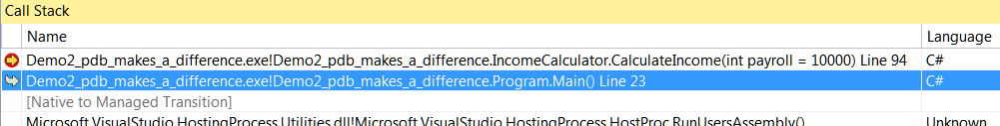 Call Stack
Name Language
Demo2_pdb_makes_a_difference.exe!Demo2_pdb_makes_a_difference.IncomeCalculator.CalculateIncome(int payroll = 10000) Line 94 C#
Demo2_pdb_makes_a_difference.exe!Demo2_pdb_makes_a_difference.Program.Main() Line 23 C#
[Native to Managed Transition]
Microsoft.VisualStudio.HostingProcess.Utilities.dll!Microsoft.VisualStudio.HostingProcess.HostProc.RunUsersAssembly() Unknown